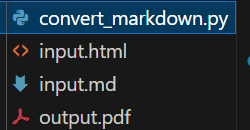 convert_markdown.py
input.html
input.md
output.pdf